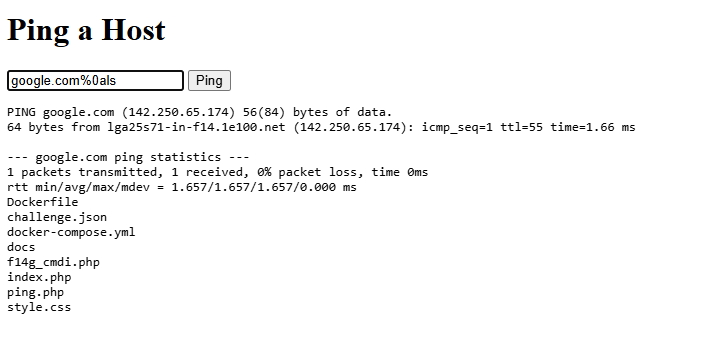 Ping a Host
google.com%0als Ping
PING google.com (142.250.65.174) 56(84) bytes of data.
64 bytes from lga25s71-in-f14.1e100.net (142.250.65.174): icmp_seq=1 ttl=55 time=1.66 ms
--- google.com ping statistics ---
1 packets transmitted, 1 received, 0% packet loss, time 0ms
rtt min/avg/max/mdev = 1.657/1.657/1.657/0.000 ms
Dockerfile
challenge.json
docker-compose.yml
docs
f14g_cmdi.php
index.php
ping.php
style.css